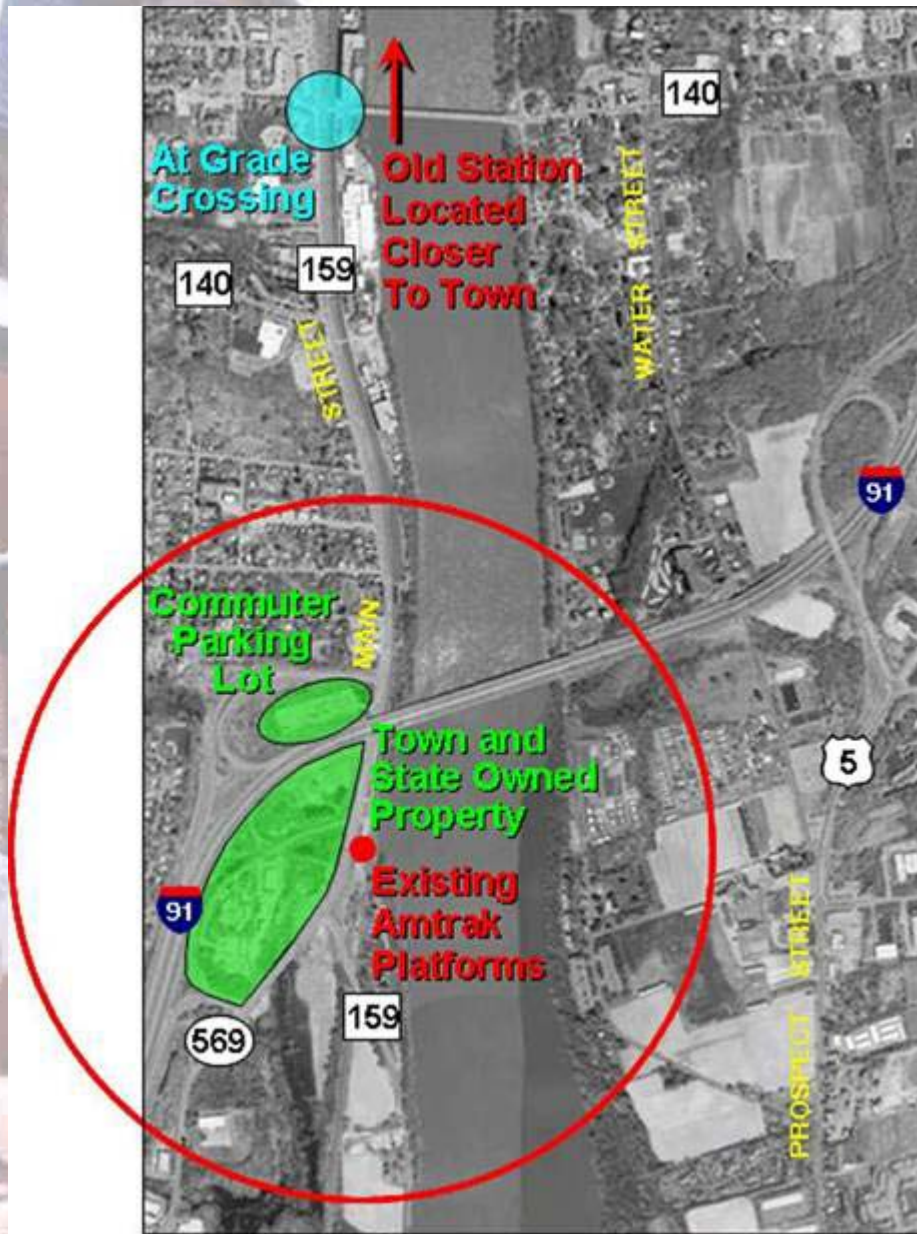 140
At Grade
Crossing
Old Station
Located
Closer
To Town
140
159
STREET
WATER STREET
91
Commuter
Parking
Lot
MAIN
Town and
State Owned
Property
5
Existing
Amtrak
Platforms
91
159
569
PROSPECT STREET